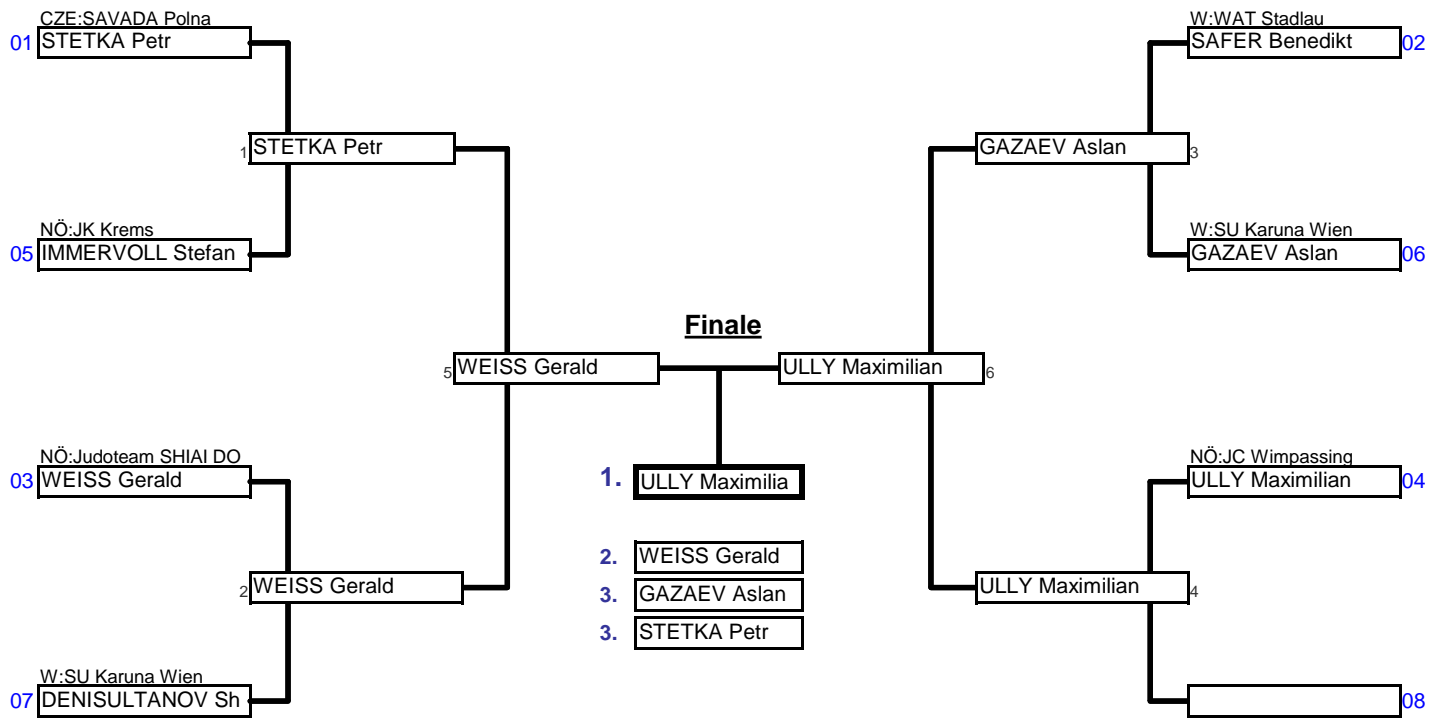 CZE:SAVADA Polna
01 STETKA Petr
W:WAT Stadlau
SAFER Benedikt 02
1 STETKA Petr
GAZAEV Aslan 3
NÖ:JK Krems
05 IMMERVOLL Stefan
W:SU Karuna Wien
GAZAEV Aslan 06
Finale
5 WEISS Gerald
ULLY Maximilian 6
NÖ:Judoteam SHIAI DO
03 WEISS Gerald
1. ULLY Maximilia
NÖ:JC Wimpassing
ULLY Maximilian 04
2. WEISS Gerald
3. GAZAEV Aslan
3. STETKA Petr
2 WEISS Gerald
ULLY Maximilian 4
W:SU Karuna Wien
07 DENISULTANOV Sh
08